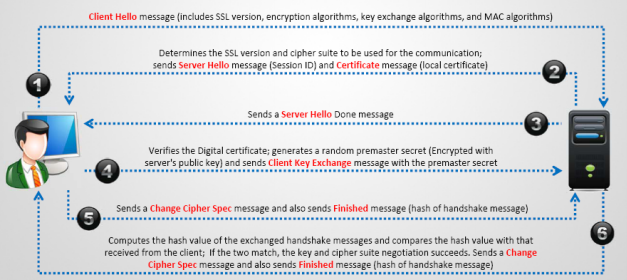 Client Hello message (includes SSL version, encryption algorithms, key exchange algorithms, and MAC algorithms)
1
Determines the SSL version and cipher suite to be used for the communication;
sends Server Hello message (Session ID) and Certificate message (local certificate)
2
Sends a Server Hello Done message
3
Verifies the Digital certificate; generates a random premaster secret (Encrypted with
server's public key) and sends Client Key Exchange message with the premaster secret
4
Sends a Change Cipher Spec message and also sends Finished message (hash of handshake message)
5
Computes the hash value of the exchanged handshake messages and compares the hash value with that
received from the client; If the two match, the key and cipher suite negotiation succeeds. Sends a Change
Cipher Spec message and also sends Finished message (hash of handshake message)
6